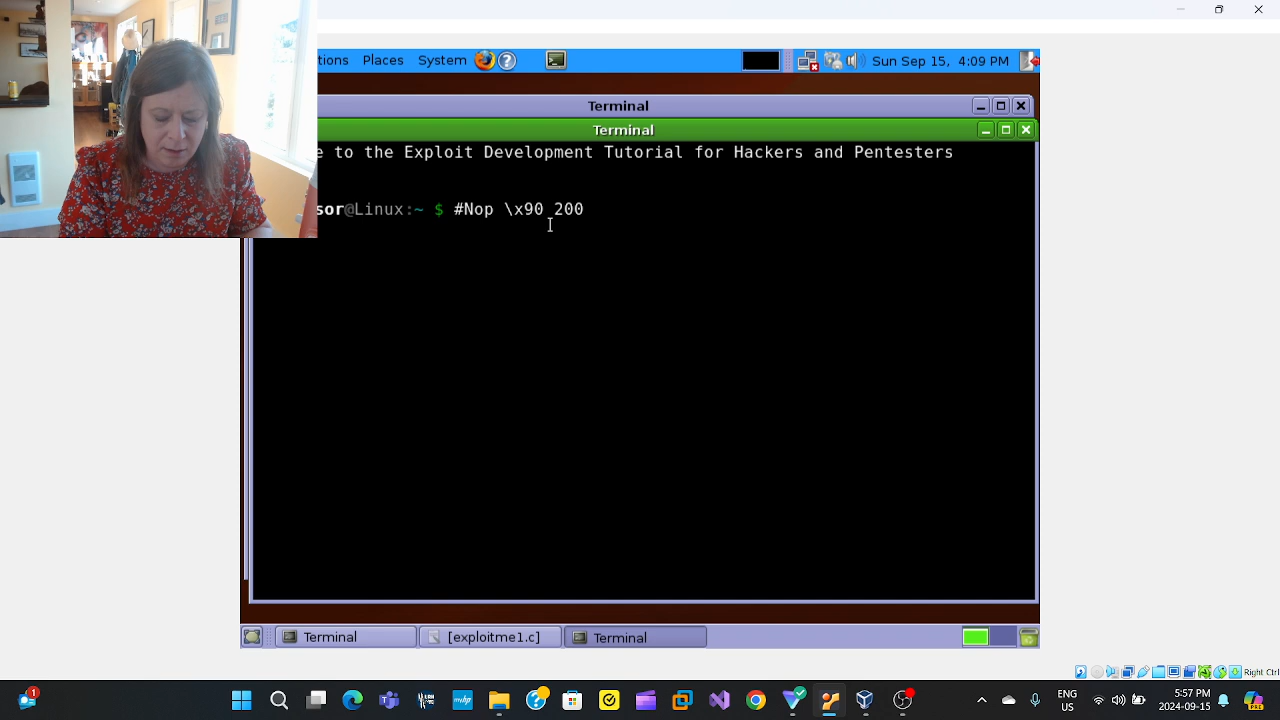 tions Places System ? Sun Sep 15, 4:09 PM
Terminal
Terminal
e to the Exploit Development Tutorial for Hackers and Pentesters
sor@Linux:~ $ #Nop \x90 200
Terminal [exploitme1.c] Terminal
Right Ctrl
1 ENG 5:57 PM
US 2024-09-15